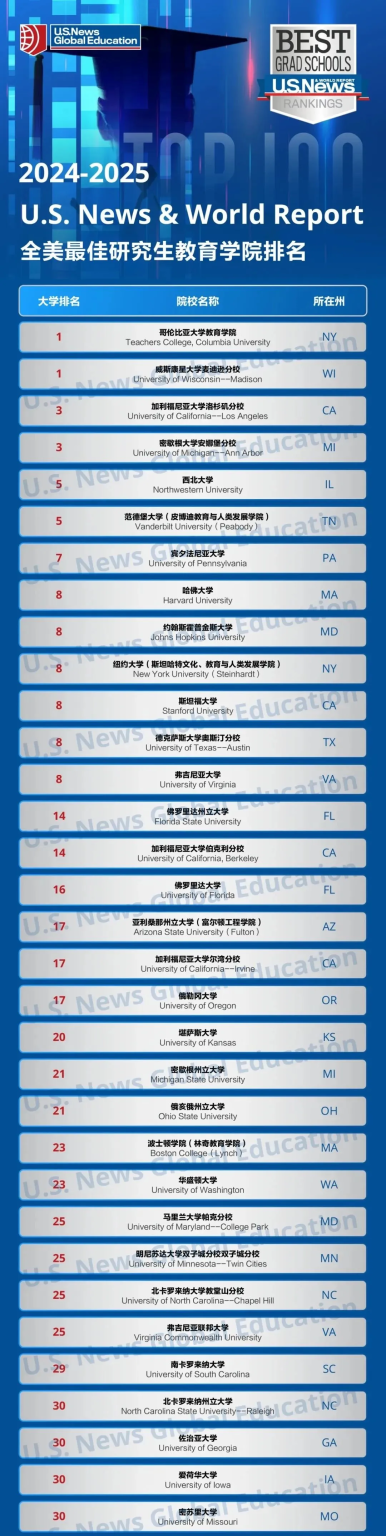 U.S.News
Global Education
BEST
GRAD SCHOOLS
U.S.News
& WORLD REPORT
RANKINGS
TOP 100
2024-2025
U.S. News & World Report
全美最佳研究生教育学院排名
大学排名 院校名称 所在州
1 哥伦比亚大学教育学院 NY
Teachers College, Columbia University
1 威斯康星大学麦迪逊分校 WI
University of Wisconsin--Madison
3 加利福尼亚大学洛杉矶分校 CA
University of California--Los Angeles
3 密歇根大学安娜堡分校 MI
University of Michigan--Ann Arbor
5 西北大学 IL
Northwestern University
5 范德堡大学（皮博迪教育与人类发展学院） TN
Vanderbilt University（Peabody）
7 宾夕法尼亚大学 PA
University of Pennsylvania
8 哈佛大学 MA
Harvard University
8 约翰斯霍普金斯大学 MD
Johns Hopkins University
8 纽约大学（斯坦哈特文化、教育与人类发展学院） NY
New York University（Steinhardt）
8 斯坦福大学 CA
Stanford University
8 德克萨斯大学奥斯汀分校 TX
University of Texas--Austin
8 弗吉尼亚大学 VA
University of Virginia
14 佛罗里达州立大学 FL
Florida State University
14 加利福尼亚大学伯克利分校 CA
University of California, Berkeley
16 佛罗里达大学 FL
University of Florida
17 亚利桑那州立大学（富尔顿工程学院） AZ
Arizona State University（Fulton）
17 加利福尼亚大学尔湾分校 CA
University of California--Irvine
17 俄勒冈大学 OR
University of Oregon
20 堪萨斯大学 KS
University of Kansas
21 密歇根州立大学 MI
Michigan State University
21 俄亥俄州立大学 OH
Ohio State University
23 波士顿学院（林奇教育学院） MA
Boston College（Lynch）
23 华盛顿大学 WA
University of Washington
25 马里兰大学帕克分校 MD
University of Maryland--College Park
25 明尼苏达大学双子城分校双子城分校 MN
University of Minnesota--Twin Cities
25 北卡罗来纳大学教堂山分校 NC
University of North Carolina--Chapel Hill
25 弗吉尼亚联邦大学 VA
Virginia Commonwealth University
29 南卡罗来纳大学 SC
University of South Carolina
30 北卡罗来纳州立大学 NC
North Carolina State University--Raleigh
30 佐治亚大学 GA
University of Georgia
30 爱荷华大学 IA
University of Iowa
30 密苏里大学 MO
University of Missouri